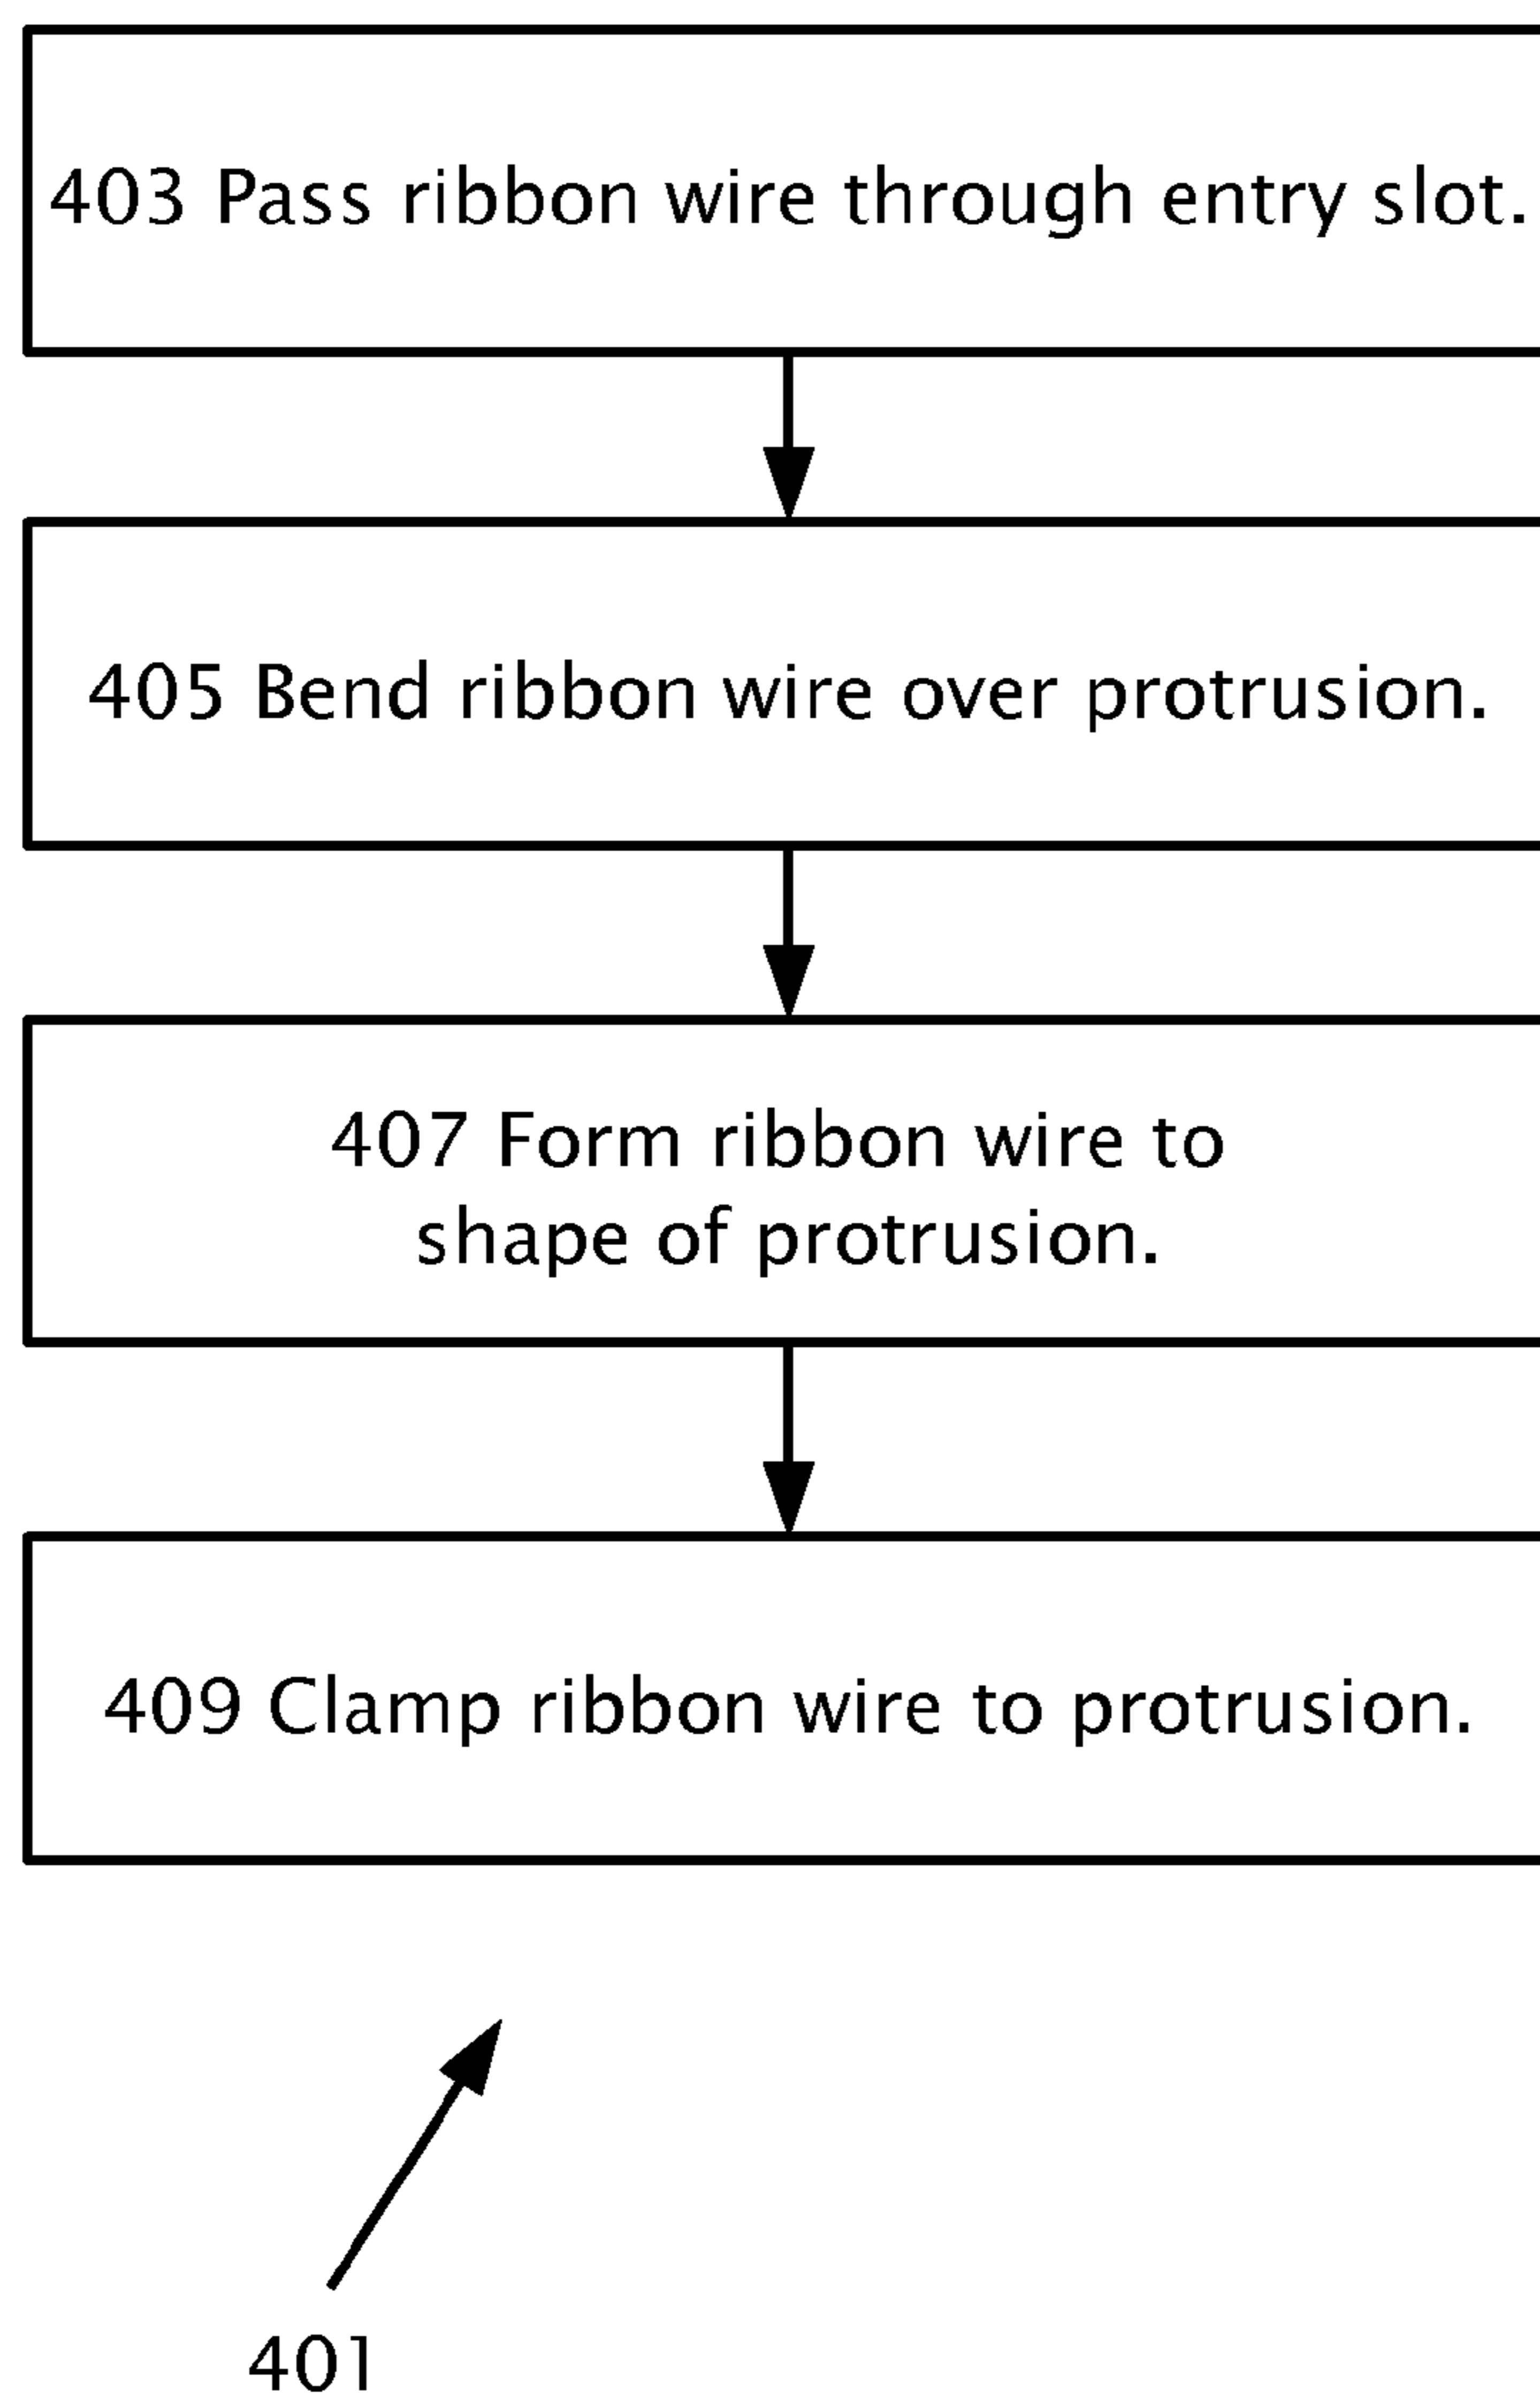 403 Pass ribbon wire through entry slot.
405 Bend ribbon wire over protrusion.
407 Form ribbon wire to
shape of protrusion.
409 Clamp ribbon wire to protrusion.
401